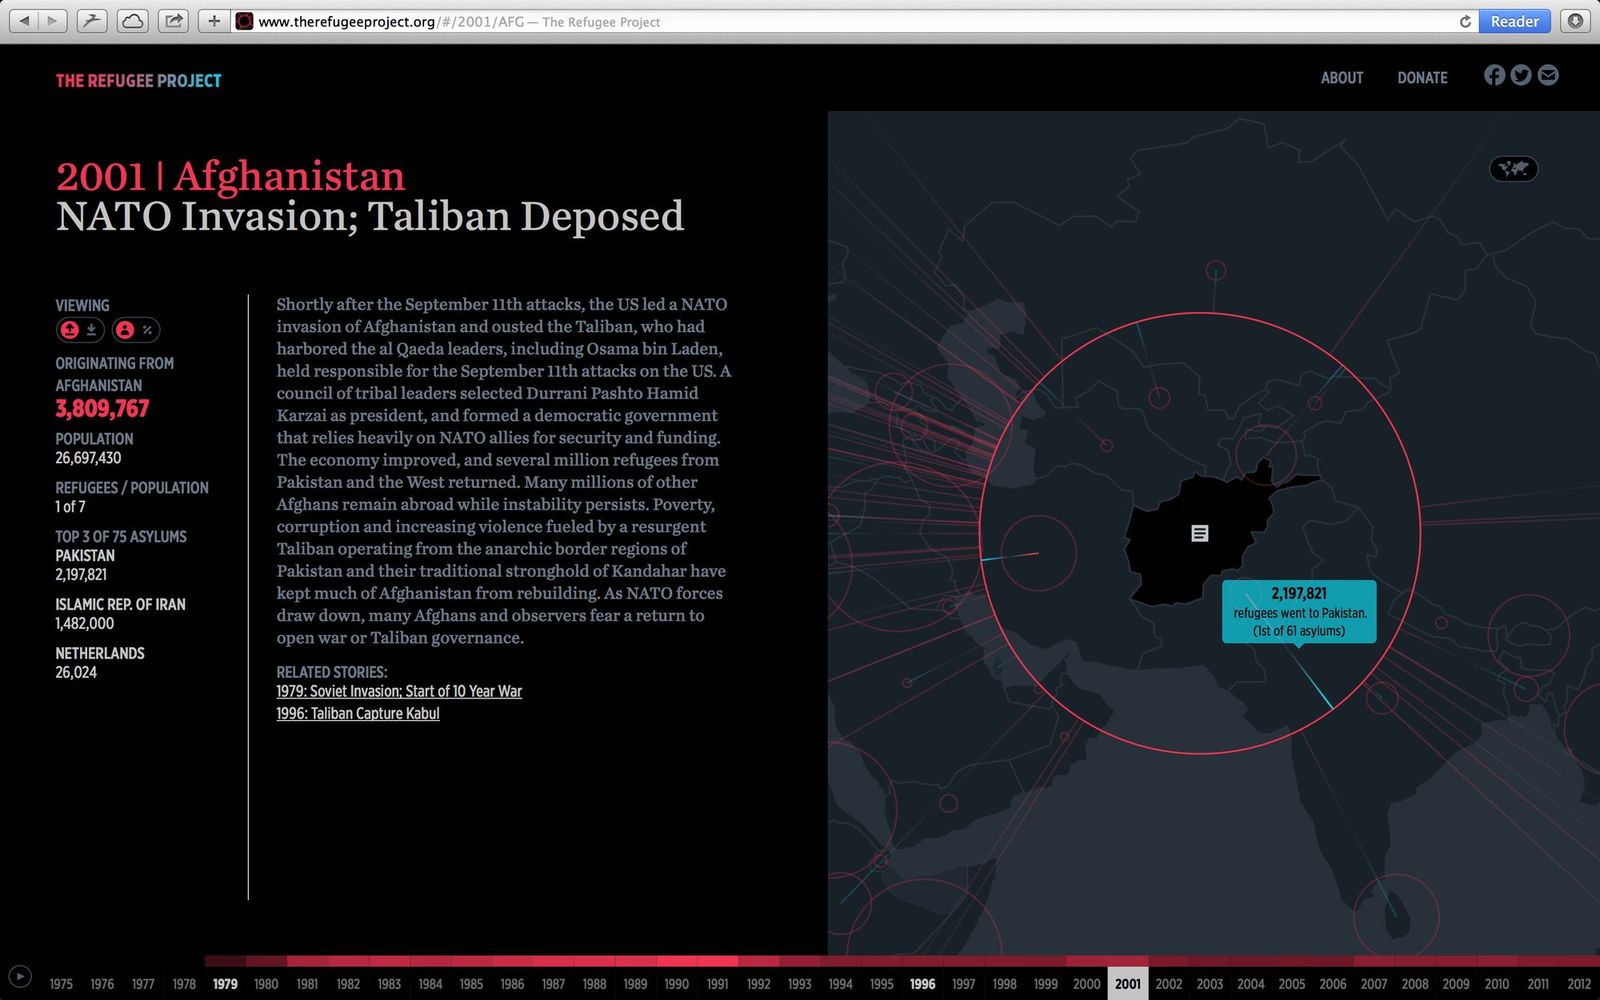 www.therefugeeproject.org/#/2001/AFG — The Refugee Project
Reader
THE REFUGEE PROJECT
ABOUT
DONATE
2001 | Afghanistan
NATO Invasion; Taliban Deposed
VIEWING
ORIGINATING FROM
AFGHANISTAN
3,809,767
POPULATION
26,697,430
REFUGEES / POPULATION
1 of 7
TOP 3 OF 75 ASYLUMS
PAKISTAN
2,197,821
ISLAMIC REP. OF IRAN
1,482,000
NETHERLANDS
26,024
Shortly after the September 11th attacks, the US led a NATO
invasion of Afghanistan and ousted the Taliban, who had
harbored the al Qaeda leaders, including Osama bin Laden,
held responsible for the September 11th attacks on the US. A
council of tribal leaders selected Durrani Pashto Hamid
Karzai as president, and formed a democratic government
that relies heavily on NATO allies for security and funding.
The economy improved, and several million refugees from
Pakistan and the West returned. Many millions of other
Afghans remain abroad while instability persists. Poverty,
corruption and increasing violence fueled by a resurgent
Taliban operating from the anarchic border regions of
Pakistan and their traditional stronghold of Kandahar have
kept much of Afghanistan from rebuilding. As NATO forces
draw down, many Afghans and observers fear a return to
open war or Taliban governance.
RELATED STORIES:
1979: Soviet Invasion; Start of 10 Year War
1996: Taliban Capture Kabul
2,197,821
refugees went to Pakistan.
(1st of 61 asylums)
1975 1976 1977 1978 1979 1980 1981 1982 1983 1984 1985 1986 1987 1988 1989 1990 1991 1992 1993 1994 1995 1996 1997 1998 1999 2000 2001 2002 2003 2004 2005 2006 2007 2008 2009 2010 2011 2012